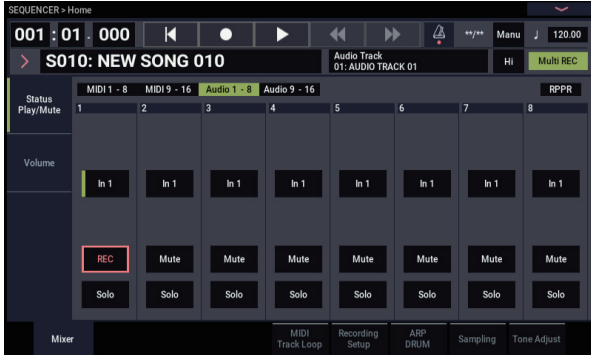 SEQUENCER > Home
001 : 01 . 000 **/** Manu ♩ 120.00
> S010: NEW SONG 010 Audio Track Hi Multi REC
01: AUDIO TRACK 01
Status MIDI 1 - 8 MIDI 9 - 16 Audio 1 - 8 Audio 9 - 16 RPPR
Play/Mute 1 2 3 4 5 6 7 8
Volume
In 1 In 1 In 1 In 1 In 1 In 1 In 1 In 1
REC Mute Mute Mute Mute Mute Mute Mute
Solo Solo Solo Solo Solo Solo Solo Solo
Mixer MIDI Recording ARP Sampling Tone Adjust
Track Loop Setup DRUM